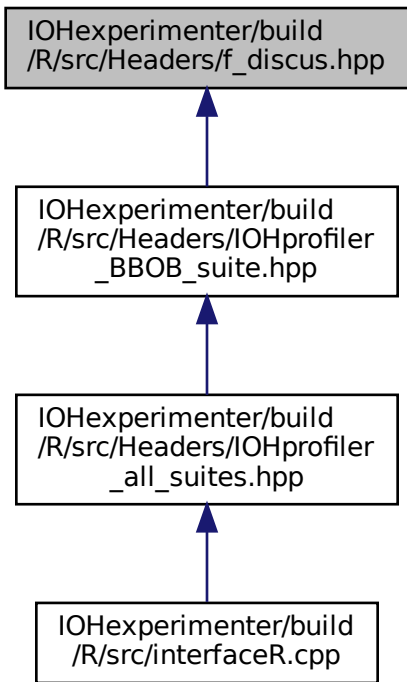 IOHexperimenter/build
/R/src/Headers/f_discus.hpp
IOHexperimenter/build
/R/src/Headers/IOHprofiler
_BBOB_suite.hpp
IOHexperimenter/build
/R/src/Headers/IOHprofiler
_all_suites.hpp
IOHexperimenter/build
/R/src/interfaceR.cpp